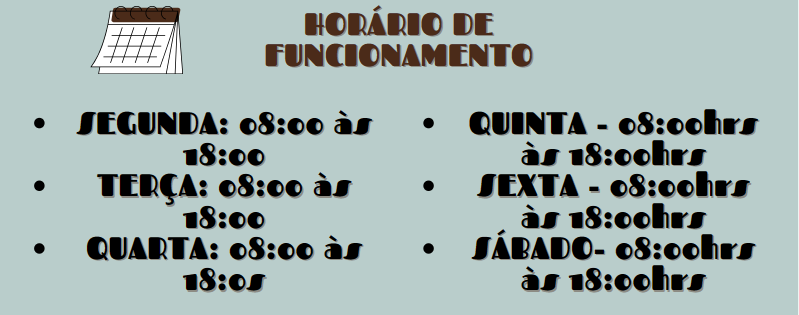 HORÁRIO DE
FUNCIONAMENTO
• SEGUNDA: 08:00 às
18:00
• TERÇA: 08:00 às
18:00
• QUARTA: 08:00 às
18:0s
• QUINTA - 08:00hrs
às 18:00hrs
• SEXTA - 08:00hrs
às 18:00hrs
• SÁBADO- 08:00hrs
às 18:00hrs